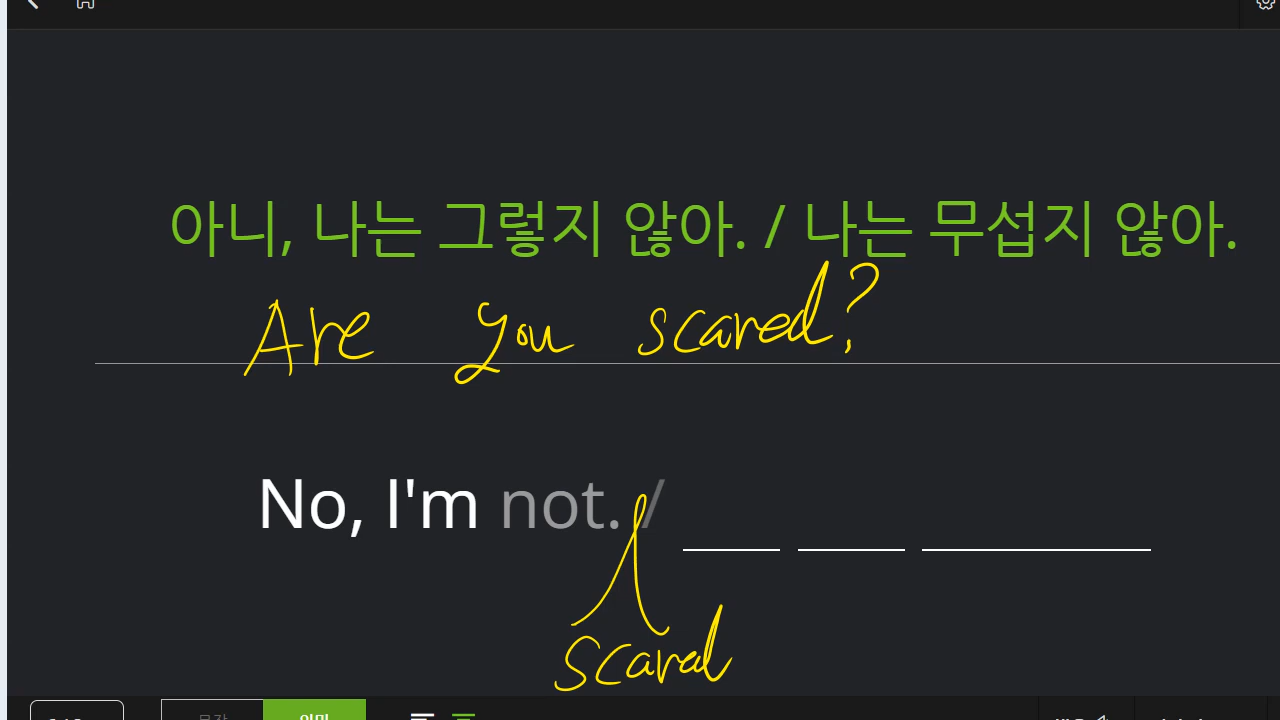 아니, 나는 그렇지 않아. / 나는 무섭지 않아.
Are you scared?
No, I'm not. /
scared